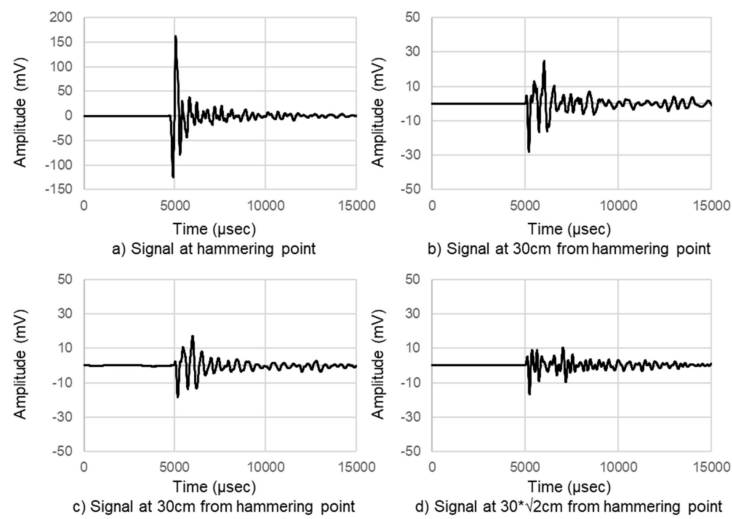 200
150
100
50
0
-50
-100
-150
0 5000 10000 15000
Amplitude (mV)
Time (μsec)
a) Signal at hammering point
50
30
10
-10
-30
-50
0 5000 10000 15000
Amplitude (mV)
Time (μsec)
b) Signal at 30cm from hammering point
50
30
10
-10
-30
-50
0 5000 10000 15000
Amplitude (mV)
Time (μsec)
c) Signal at 30cm from hammering point
50
30
10
-10
-30
-50
0 5000 10000 15000
Amplitude (mV)
Time (μsec)
d) Signal at 30*√2cm from hammering point